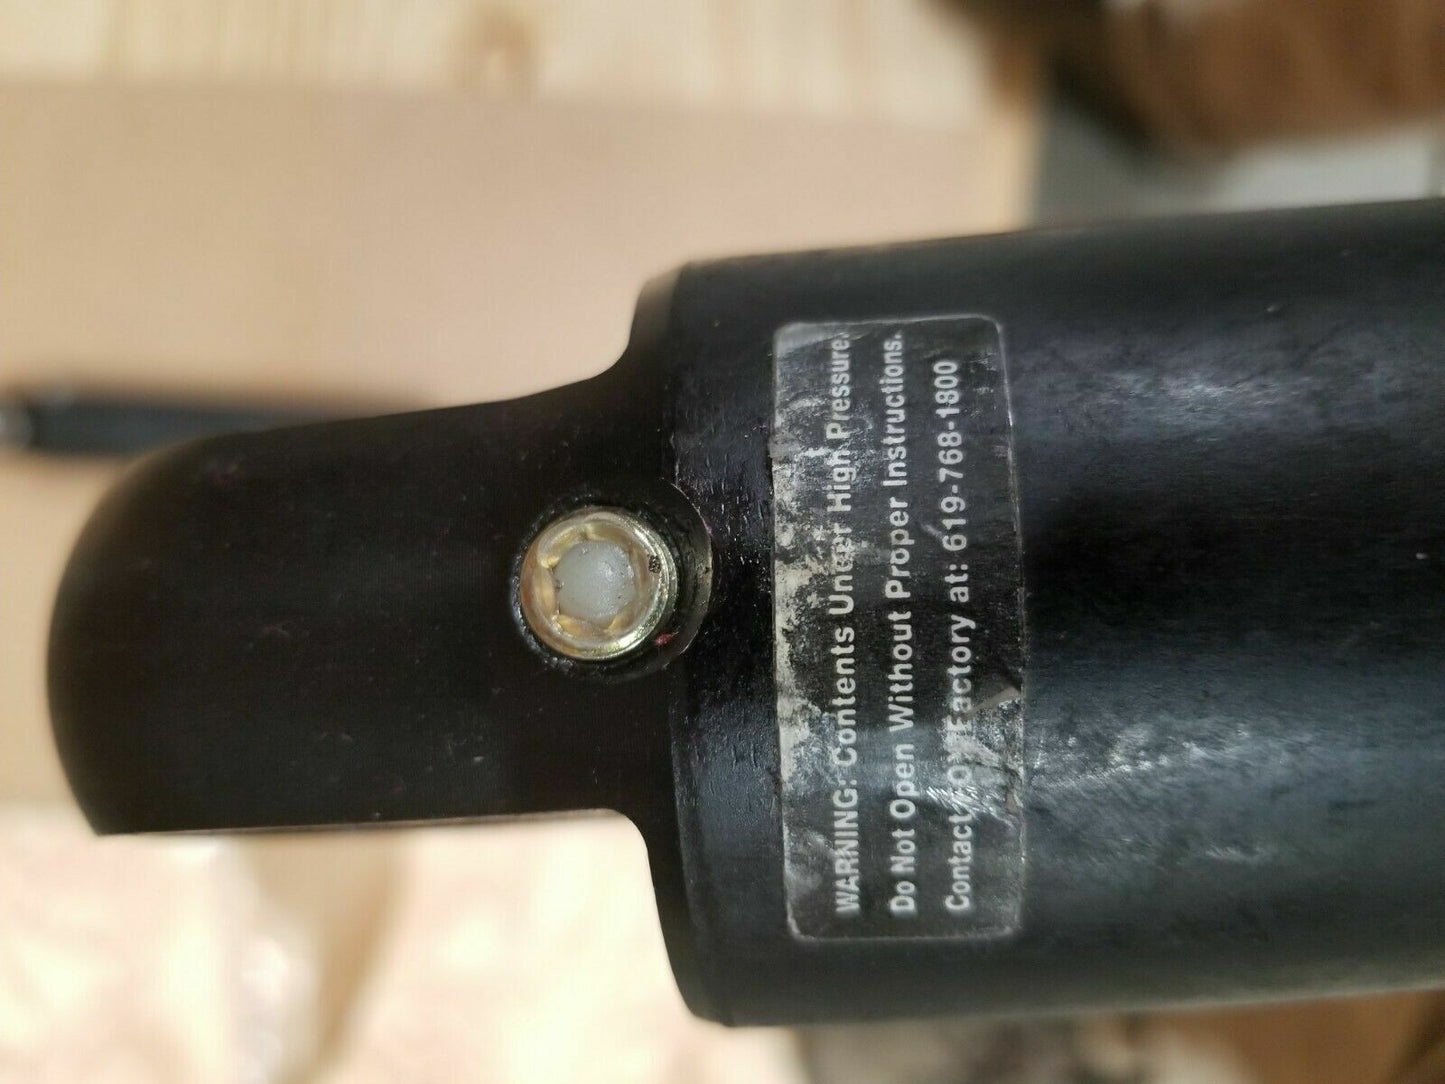 WARNING: Contents Under High Pressure.
Do Not Open Without Proper Instructions.
Contact Factory at: 619-768-1800